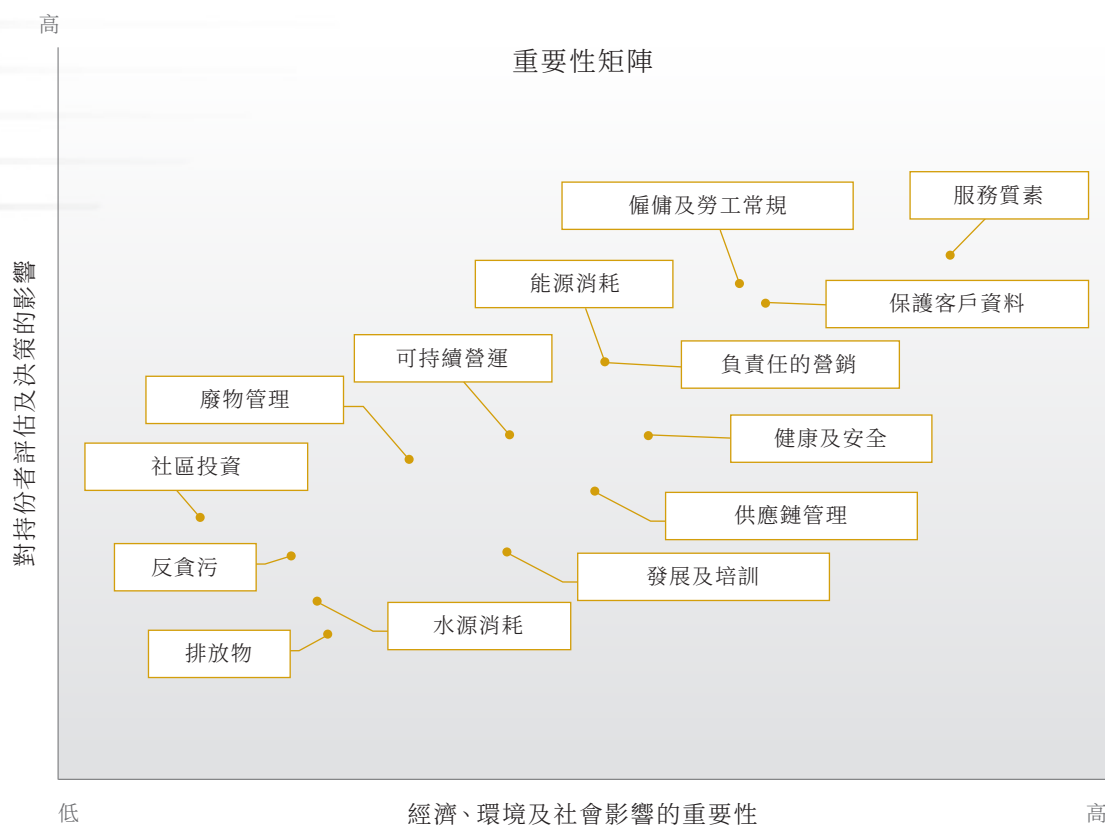 高
重要性矩陣
服務質素
僱傭及勞工常規
能源消耗
保護客戶資料
可持續營運
負責任的營銷
廢物管理
健康及安全
社區投資
供應鏈管理
反貪污
發展及培訓
水源消耗
排放物
對持份者評估及決策的影響
低
經濟、環境及社會影響的重要性
高